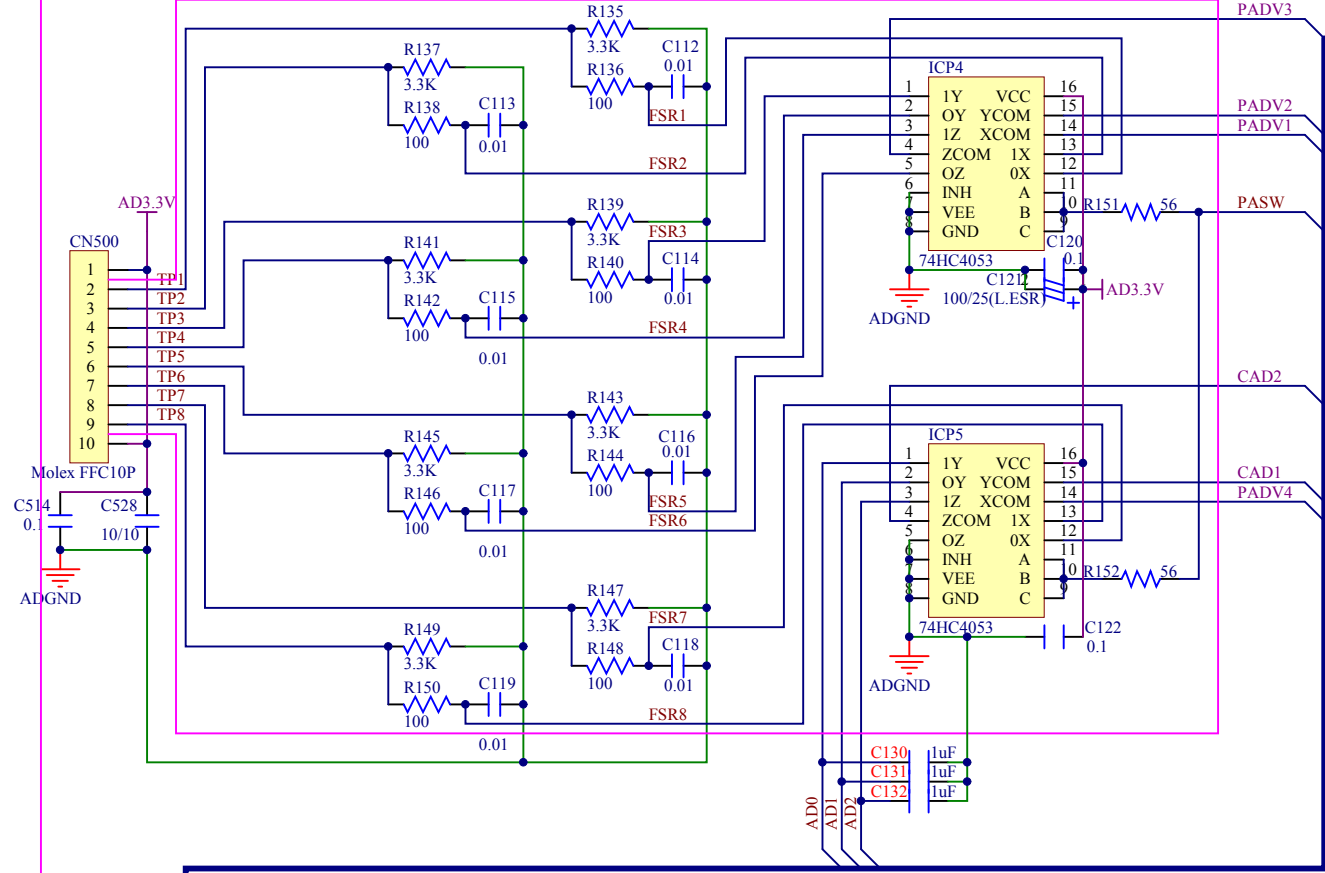 PADV3
R135
3.3K
C112
0.01
R137
3.3K
R136
100
FSR1
ICP4
R138
100
C113
0.01
FSR2
1 1Y VCC 16
2 OY YCOM 15
3 1Z XCOM 14
4 ZCOM 1X 13
5 OZ 0X 12
6 INH A 11
7 VEE B 10
8 GND C 9
74HC4053
PADV2
PADV1
R151 56
PASW
C120
0.1
C121
100/25(L.ESR)
+
AD3.3V
ADGND
AD3.3V
CN500
1
2 TP1
3 TP2
4 TP3
5 TP4
6 TP5
7 TP6
8 TP7
9 TP8
10
Molex FFC10P
C514
0.1
C528
10/10
ADGND
R139
3.3K
FSR3
R140
100
C114
0.01
R141
3.3K
R142
100
C115
0.01
FSR4
R143
3.3K
R144
100
C116
0.01
FSR5
R145
3.3K
R146
100
C117
0.01
FSR6
R147
3.3K
FSR7
R148
100
C118
0.01
R149
3.3K
R150
100
C119
0.01
FSR8
CAD2
ICP5
1 1Y VCC 16
2 OY YCOM 15
3 1Z XCOM 14
4 ZCOM 1X 13
5 OZ 0X 12
6 INH A 11
7 VEE B 10
8 GND C 9
74HC4053
CAD1
PADV4
R152 56
C122
0.1
ADGND
C130 1uF
C131 1uF
C132 1uF
AD0
AD1
AD2